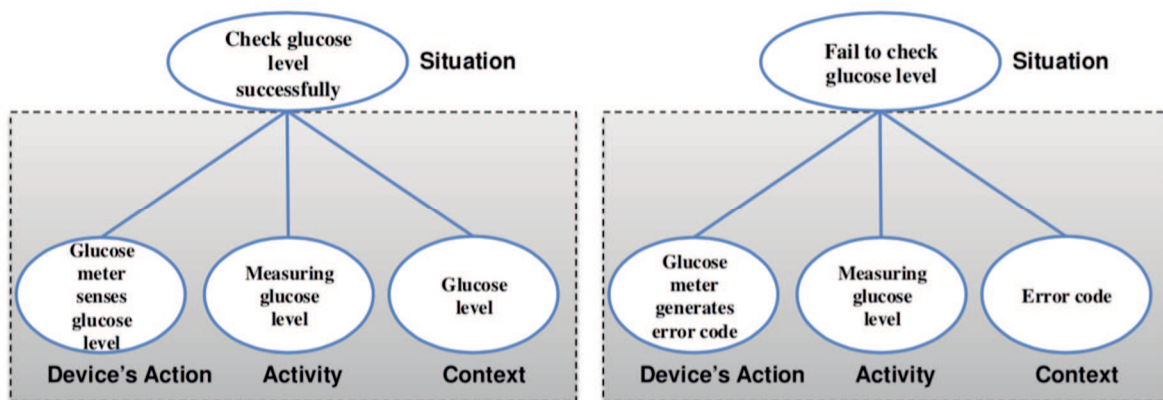 Check glucose
level
successfully
Situation
Glucose
meter
senses
glucose
level
Measuring
glucose
level
Glucose
level
Device's Action
Activity
Context
Fail to check
glucose level
Situation
Glucose
meter
generates
error code
Measuring
glucose
level
Error code
Device's Action
Activity
Context